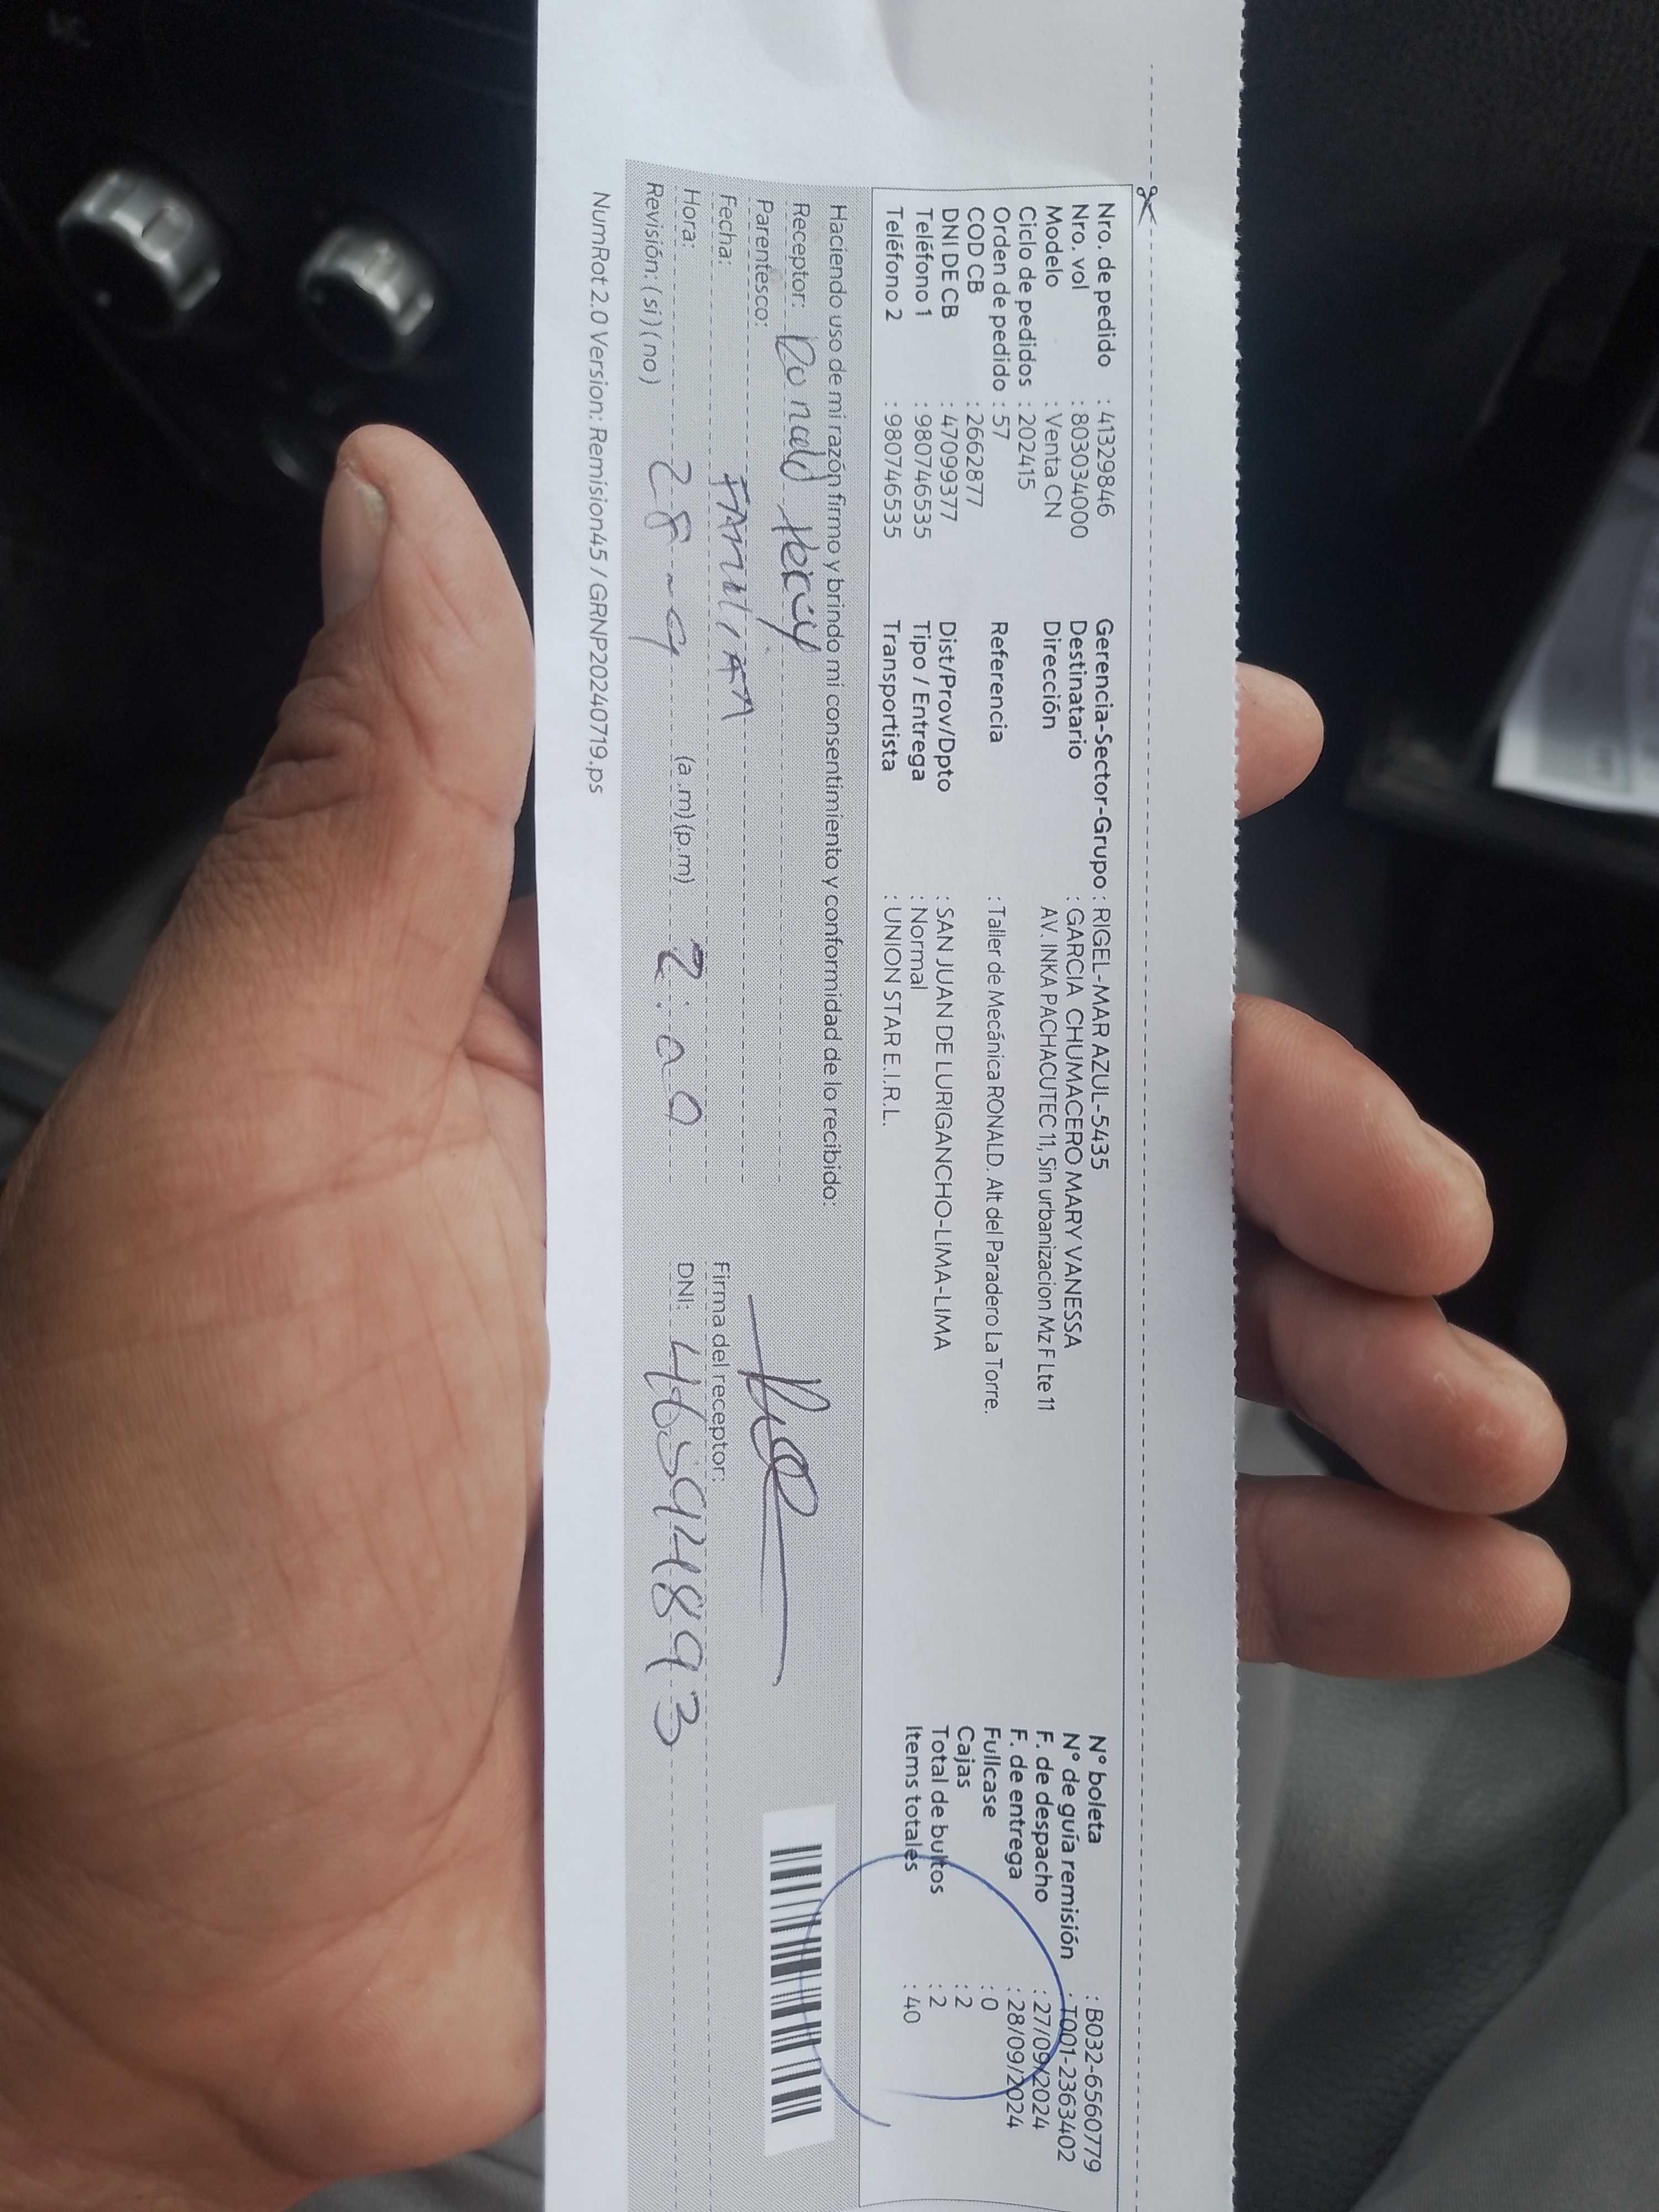 Nro. de pedido : 413298​46
Nro. vol : 803034000
Modelo : Venta CN
Ciclo de pedidos : 202415
Orden de pedido : 57
COD CB : 2662877
DNI DE CB : 47099377
Teléfono 1 : 980746535
Teléfono 2 : 980746535
Gerencia-Sector-Grupo : RIGEL-MAR AZUL-5435
Destinatario : GARCIA CHUMACERO MARY VANESSA
Dirección AV. INKA PACHACUTEC 11, Sin urbanizacion Mz F Lte 11
Referencia : Taller de Mecánica RONALD. Alt del Paradero La Torre.
Dist/Prov/Dpto : SAN JUAN DE LURIGANCHO-LIMA-LIMA
Tipo / Entrega : Normal
Transportista : UNION STAR E.I.R.L.
N° boleta : B032-6560779
N° de guía remisión : T001-2363402
F. de despacho : 27/09/2024
F. de entrega : 28/09/2024
Fullcase : 0
Cajas : 2
Total de bultos : 2
Items totales : 40
Haciendo uso de mi razón firmo y brindo mi consentimiento y conformidad de lo recibido:
Receptor: Ronald
Parentesco:
Fecha: FAMILIAR
Hora: 28-9 (a.m)(p.m) 2:00
Revisión: (si) (no)
Firma del receptor:
DNI: 46594893
NumRot 2.0 Version: Remision45 / GRNP20240719.ps